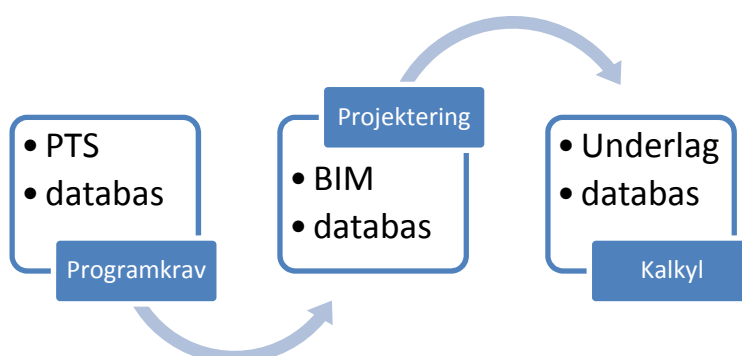 • PTS
• databas
Programkrav
Projektering
• BIM
• databas
• Underlag
• databas
Kalkyl